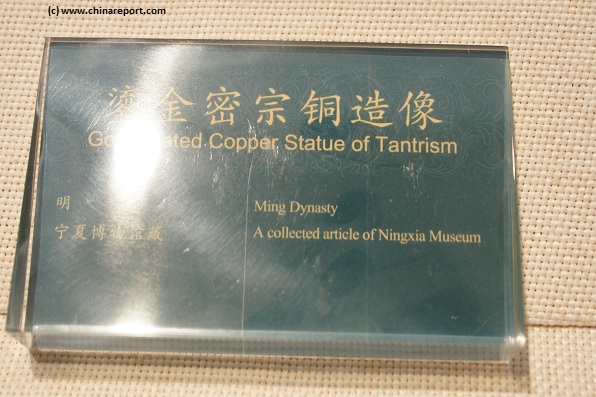 (c) www.chinareport.com
鎏金密宗铜造像
Copper Statue of Tantrism
明
Ming Dynasty
宁夏博物馆藏
A collected article of Ningxia Museum